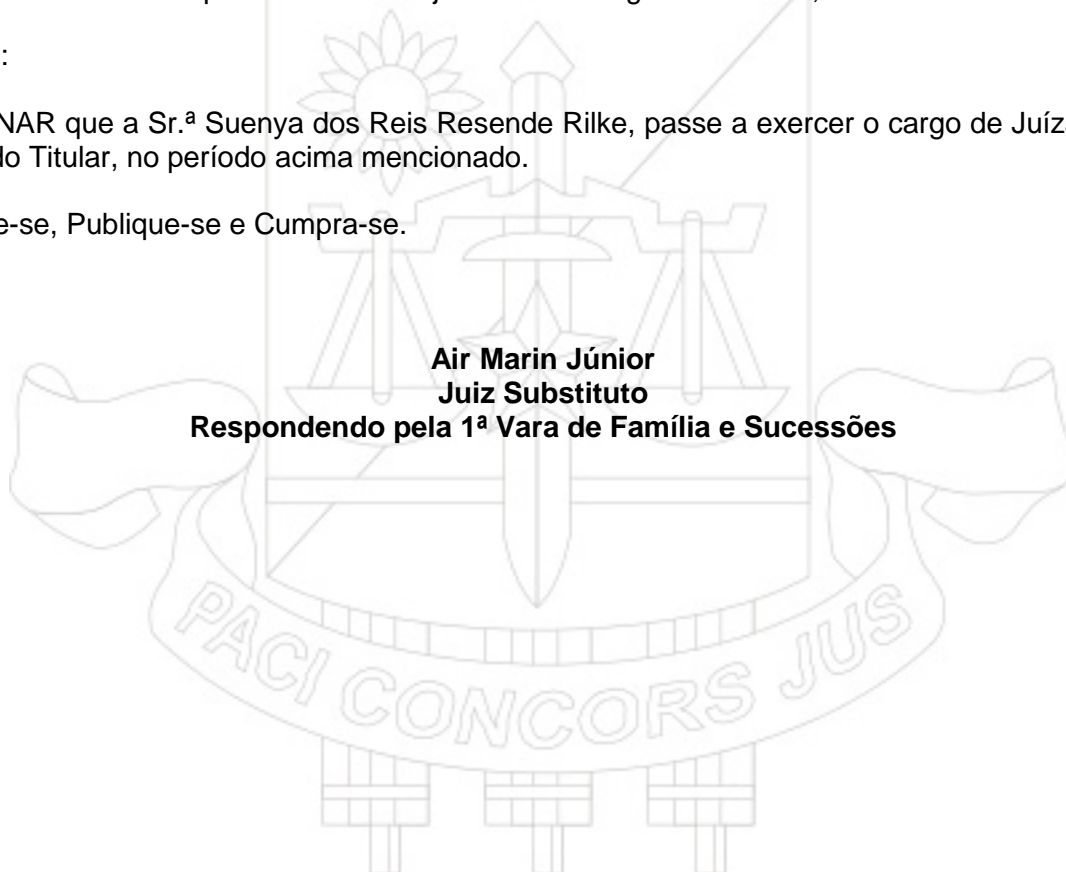 :
NAR que a Sr.ª Suenya dos Reis Resende Rilke, passe a exercer o cargo de Juíza
do Titular, no período acima mencionado.
e-se, Publique-se e Cumpra-se.
Air Marin Júnior
Juiz Substituto
Respondendo pela 1ª Vara de Família e Sucessões
PACI CONCORS JUS